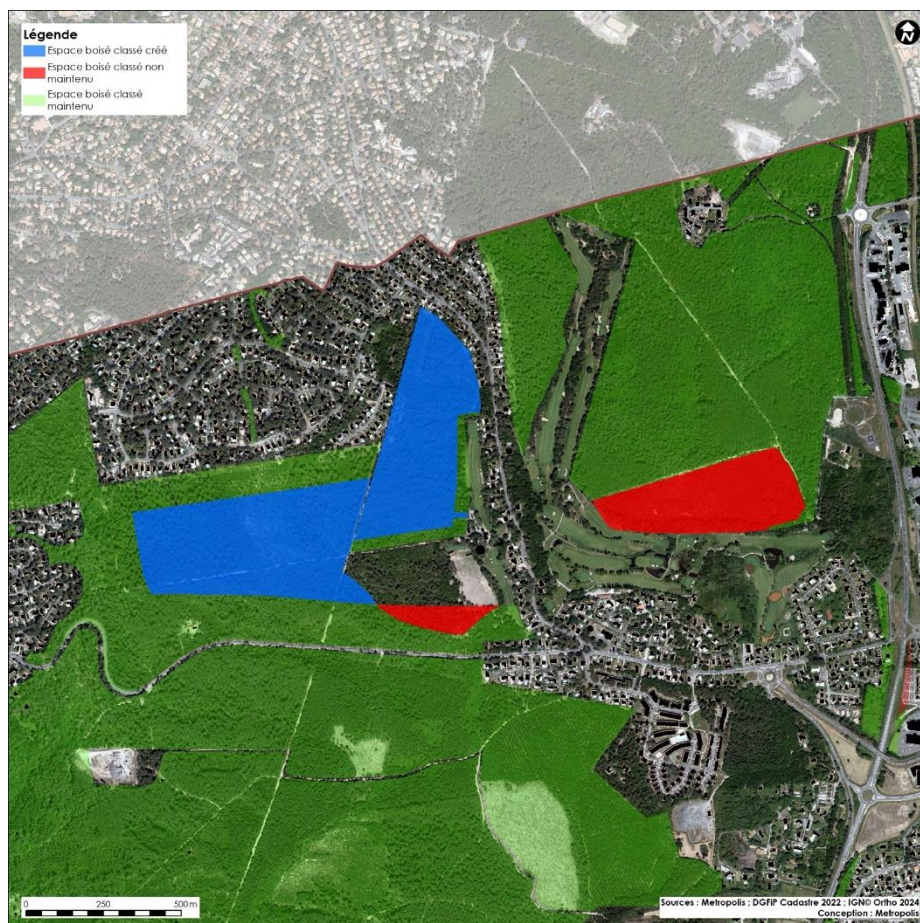 Légende
Espace boisé classé créé
Espace boisé classé non
maintenu
Espace boisé classé
maintenu
N
0 250 500 m
Sources : Metropolis ; DGFiP Cadastre 2022 ; IGN© Ortho 2024
Conception : Metropolis